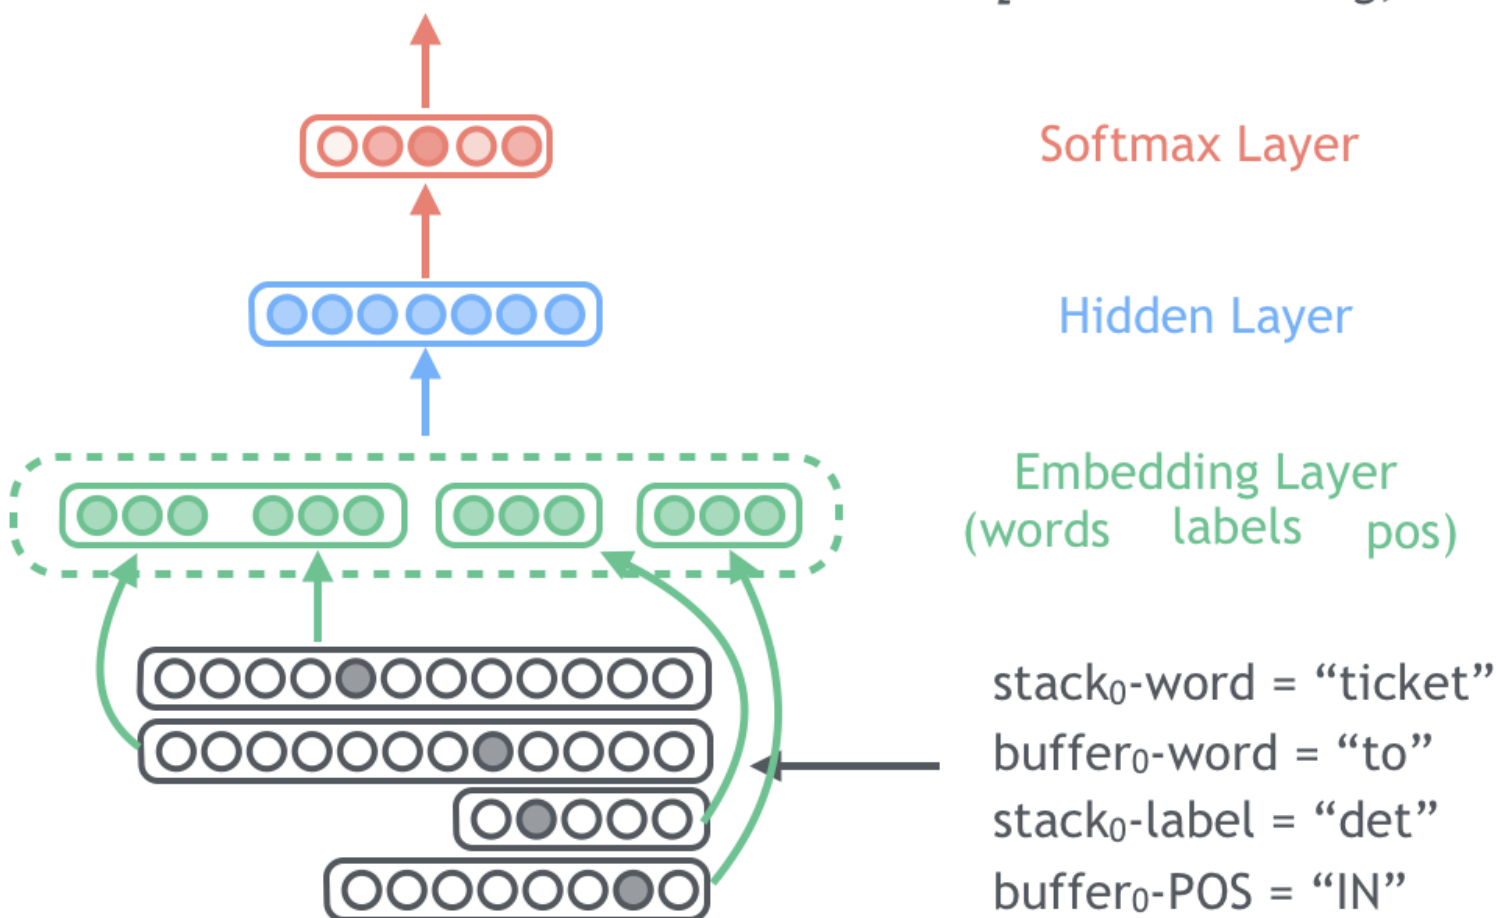 Softmax Layer
Hidden Layer
Embedding Layer
(words labels pos)
stack₀-word = “ticket”
buffer₀-word = “to”
stack₀-label = “det”
buffer₀-POS = “IN”